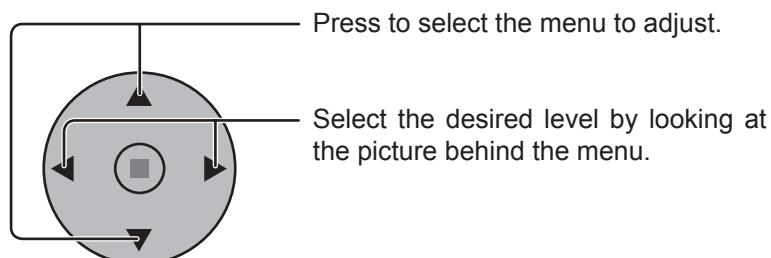 Press to select the menu to adjust.
Select the desired level by looking at
the picture behind the menu.